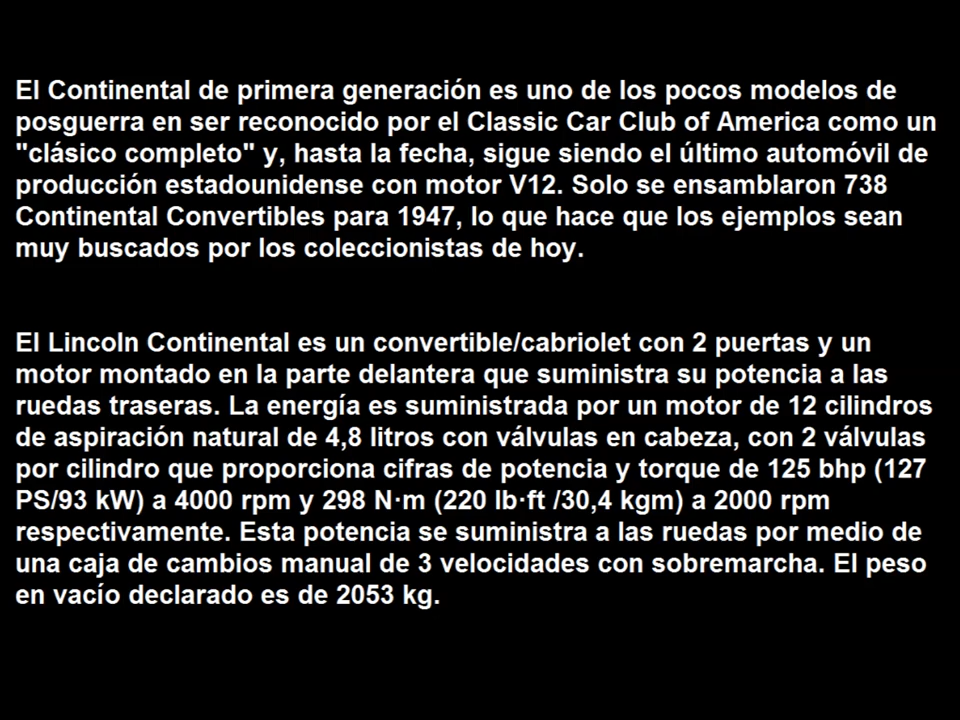 El Continental de primera generación es uno de los pocos modelos de
posguerra en ser reconocido por el Classic Car Club of America como un
"clásico completo" y, hasta la fecha, sigue siendo el último automóvil de
producción estadounidense con motor V12. Solo se ensamblaron 738
Continental Convertibles para 1947, lo que hace que los ejemplos sean
muy buscados por los coleccionistas de hoy.
El Lincoln Continental es un convertible/cabriolet con 2 puertas y un
motor montado en la parte delantera que suministra su potencia a las
ruedas traseras. La energía es suministrada por un motor de 12 cilindros
de aspiración natural de 4,8 litros con válvulas en cabeza, con 2 válvulas
por cilindro que proporciona cifras de potencia y torque de 125 bhp (127
PS/93 kW) a 4000 rpm y 298 N·m (220 lb·ft /30,4 kgm) a 2000 rpm
respectivamente. Esta potencia se suministra a las ruedas por medio de
una caja de cambios manual de 3 velocidades con sobremarcha. El peso
en vacío declarado es de 2053 kg.